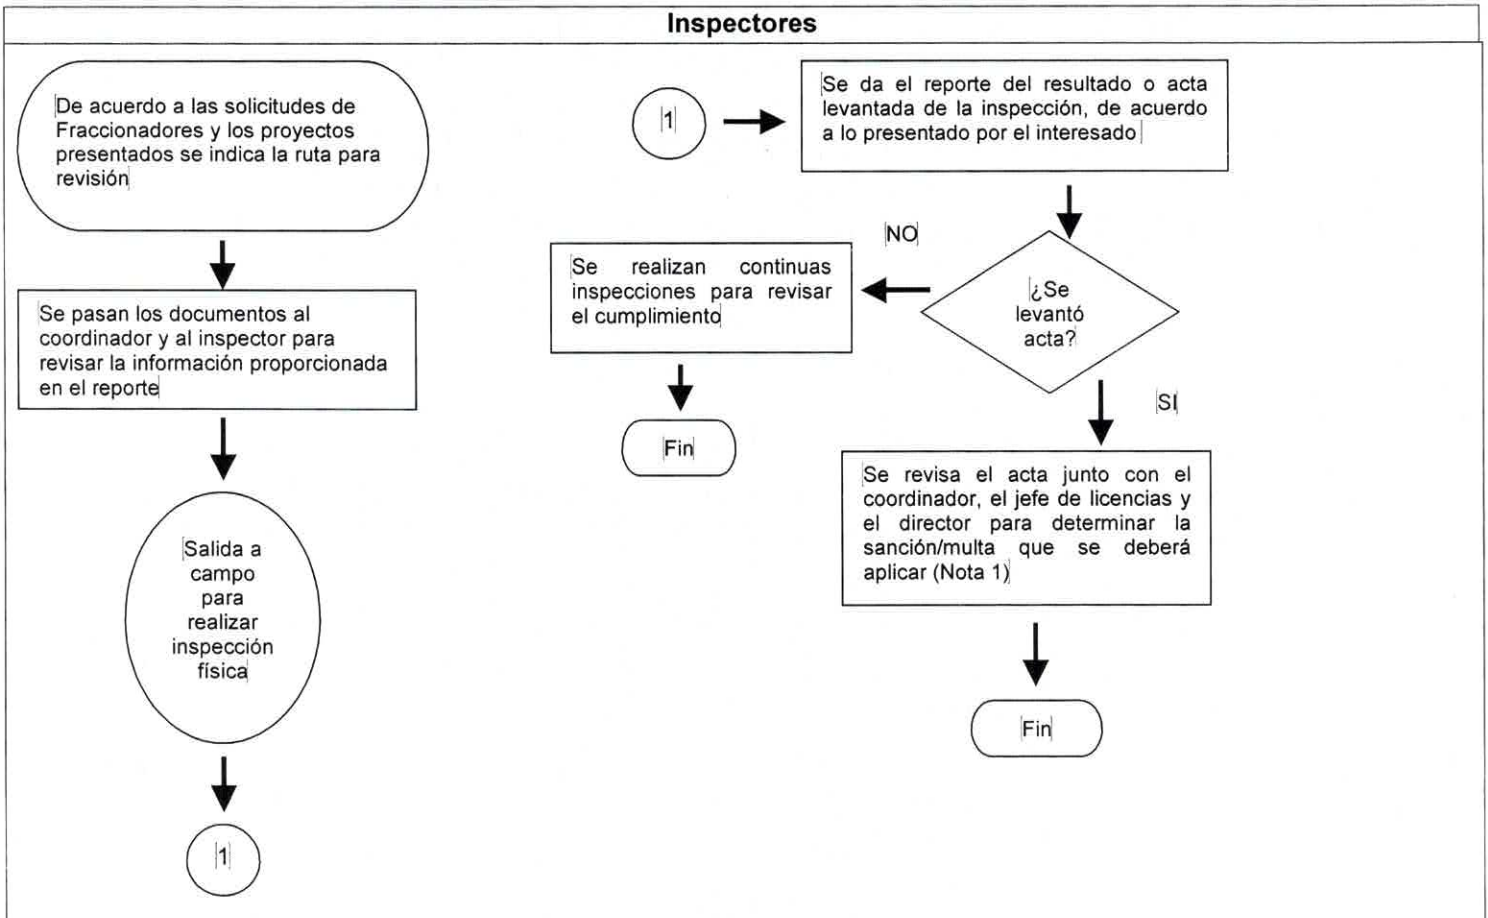 Inspectores
De acuerdo a las solicitudes de
Fraccionadores y los proyectos
presentados se indica la ruta para
revisión
Se pasan los documentos al
coordinador y al inspector para
revisar la información proporcionada
en el reporte
Salida a
campo
para
realizar
inspección
física
1
1
Se da el reporte del resultado o acta
levantada de la inspección, de acuerdo
a lo presentado por el interesado
¿Se
levantó
acta?
NO
Se realizan continuas
inspecciones para revisar
el cumplimiento
Fin
SI
Se revisa el acta junto con el
coordinador, el jefe de licencias y
el director para determinar la
sanción/multa que se deberá
aplicar (Nota 1)
Fin